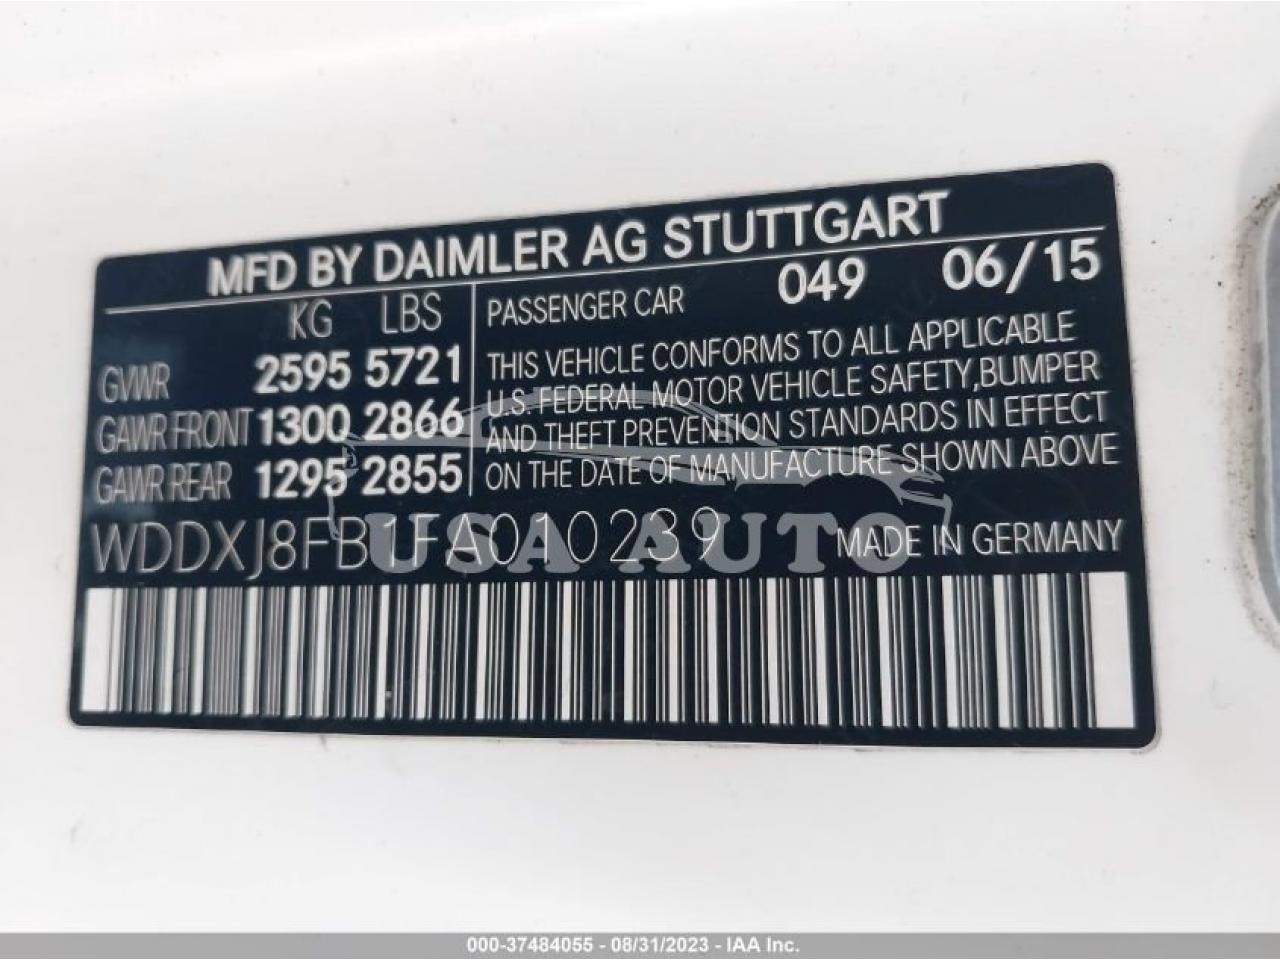 MFD BY DAIMLER AG STUTTGART
KG LBS
PASSENGER CAR 049 06/15
GVWR 2595 5721
GAWR FRONT 1300 2866
GAWR REAR 1295 2855
THIS VEHICLE CONFORMS TO ALL APPLICABLE
U.S. FEDERAL MOTOR VEHICLE SAFETY,BUMPER
AND THEFT PREVENTION STANDARDS IN EFFECT
ON THE DATE OF MANUFACTURE SHOWN ABOVE
WDDXJ8FB1FA010239
MADE IN GERMANY
USA AUTO
000-37484055 - 08/31/2023 - IAA Inc.